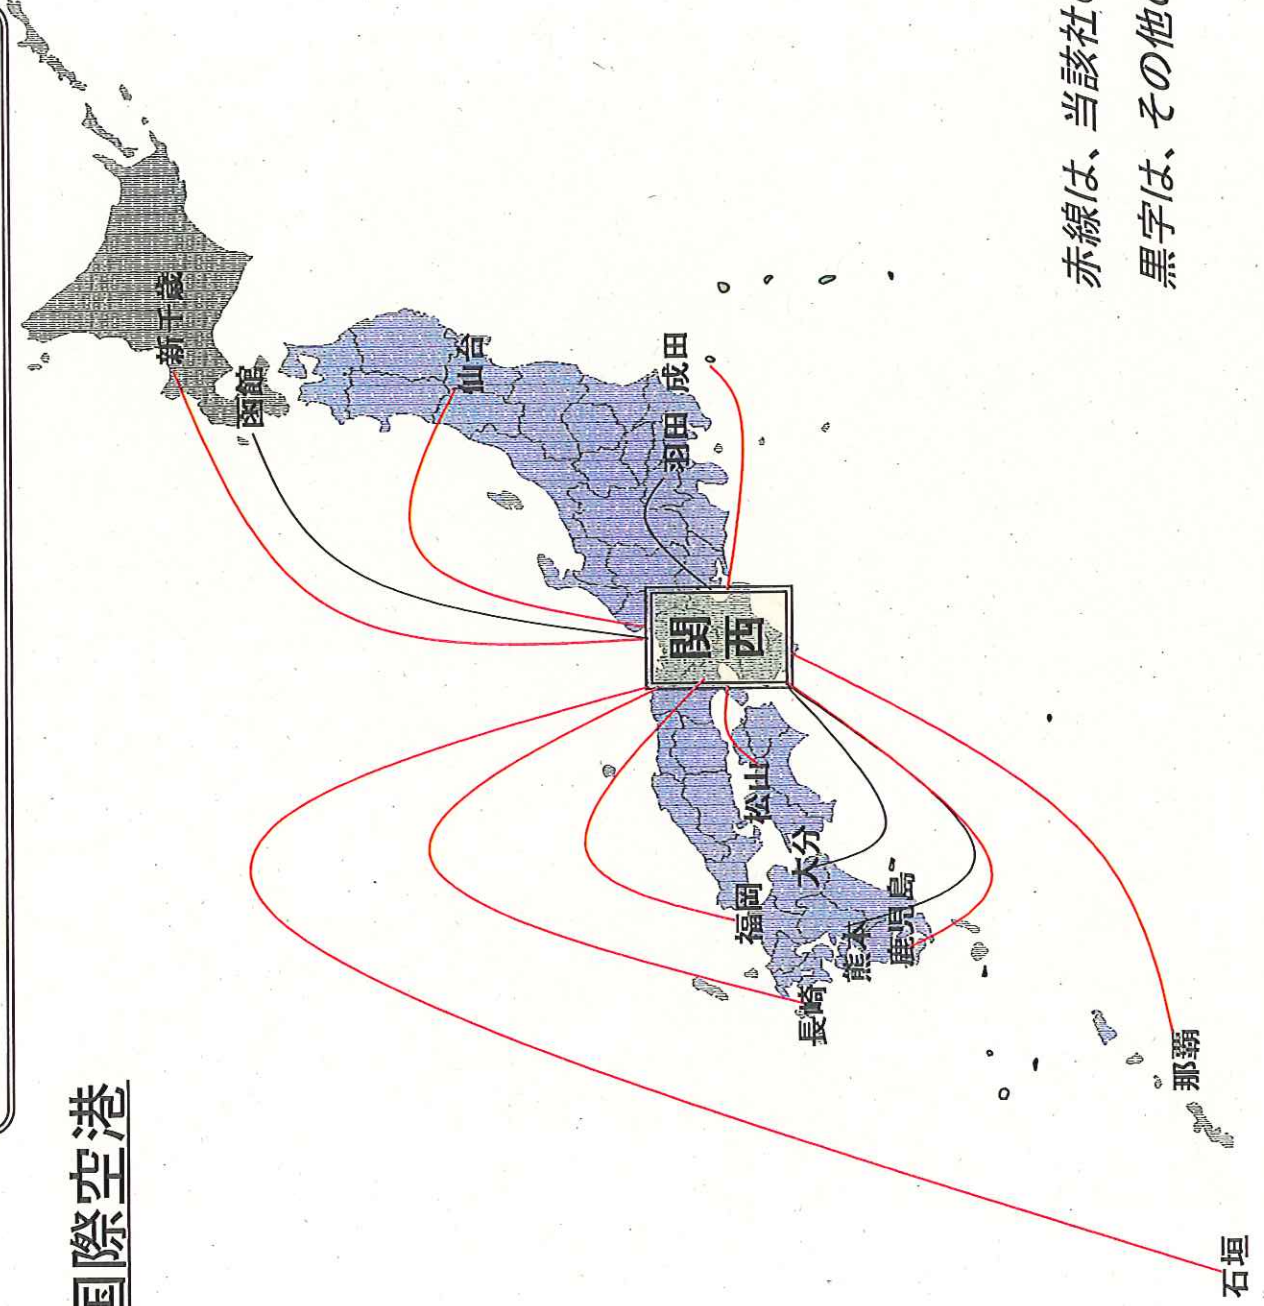 国際空港
新千歳
函館
仙台
成田
羽田
関
西
松山
大分
福岡
熊本
鹿児島
長崎
那覇
石垣
赤線は、当該社
黒字は、その他